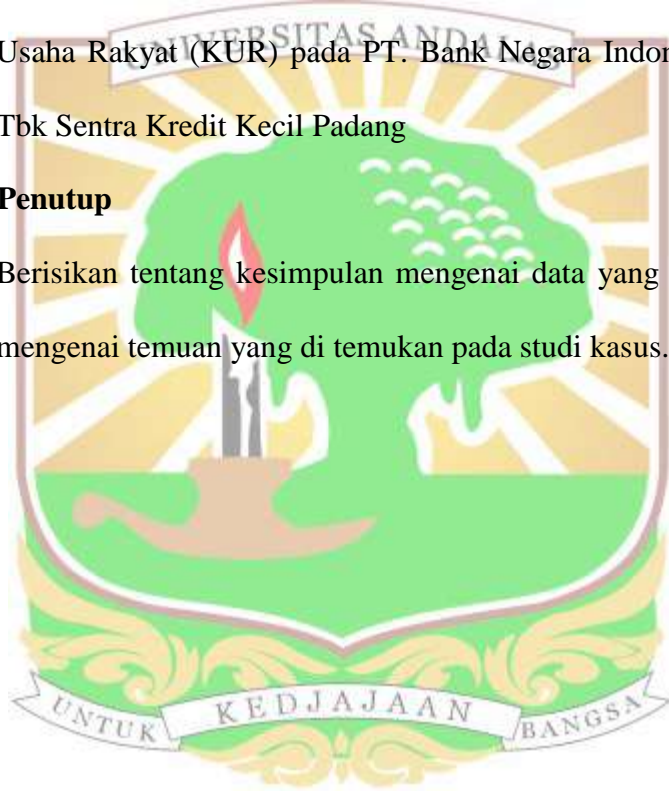 UNIVERSITAS ANDALAS
Usaha Rakyat (KUR) pada PT. Bank Negara Indon
Tbk Sentra Kredit Kecil Padang
Penutup
Berisikan tentang kesimpulan mengenai data yang
mengenai temuan yang di temukan pada studi kasus.
UNTUK KEDJAJAAN BANGSA